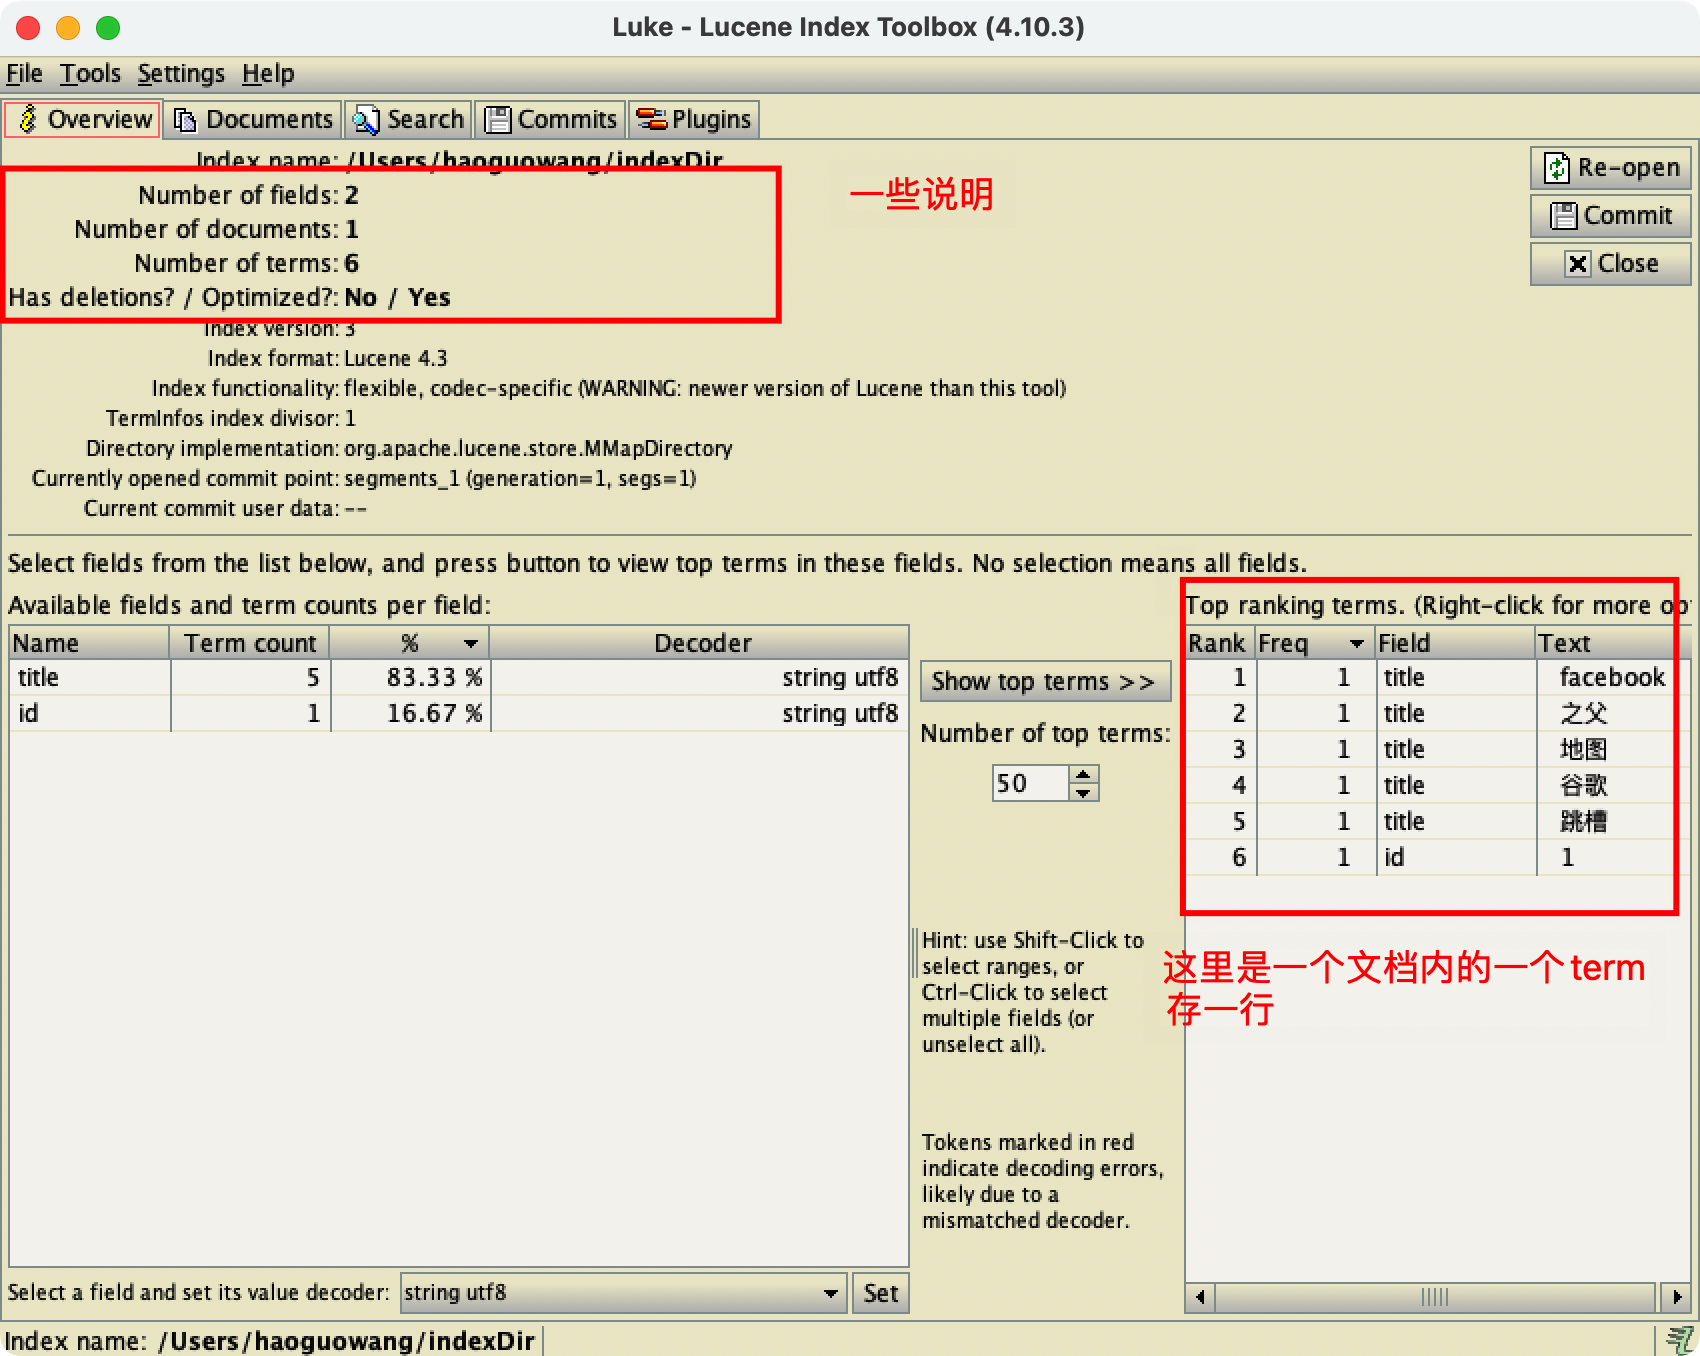 Luke - Lucene Index Toolbox (4.10.3)
File Tools Settings Help
Overview Documents Search Commits Plugins
Index name: /Users/haoguowang/indexDir
Re-open
Number of fields: 2
一些说明
Commit
Number of documents: 1
Number of terms: 6
Close
Has deletions? / Optimized?: No / Yes
Index version: 3
Index format: Lucene 4.3
Index functionality: flexible, codec-specific (WARNING: newer version of Lucene than this tool)
TermInfos index divisor: 1
Directory implementation: org.apache.lucene.store.MMapDirectory
Currently opened commit point: segments_1 (generation=1, segs=1)
Current commit user data: --
Select fields from the list below, and press button to view top terms in these fields. No selection means all fields.
Available fields and term counts per field:
Name Term count % Decoder
title 5 83.33 % string utf8
id 1 16.67 % string utf8
Show top terms >>
Number of top terms:
50
Hint: use Shift-Click to
select ranges, or
Ctrl-Click to select
multiple fields (or
unselect all).
Tokens marked in red
indicate decoding errors,
likely due to a
mismatched decoder.
Top ranking terms. (Right-click for more op
Rank Freq Field Text
1 1 title facebook
2 1 title 之父
3 1 title 地图
4 1 title 谷歌
5 1 title 跳槽
6 1 id 1
这里是一个文档内的一个term
存一行
Select a field and set its value decoder: string utf8 Set
Index name: /Users/haoguowang/indexDir